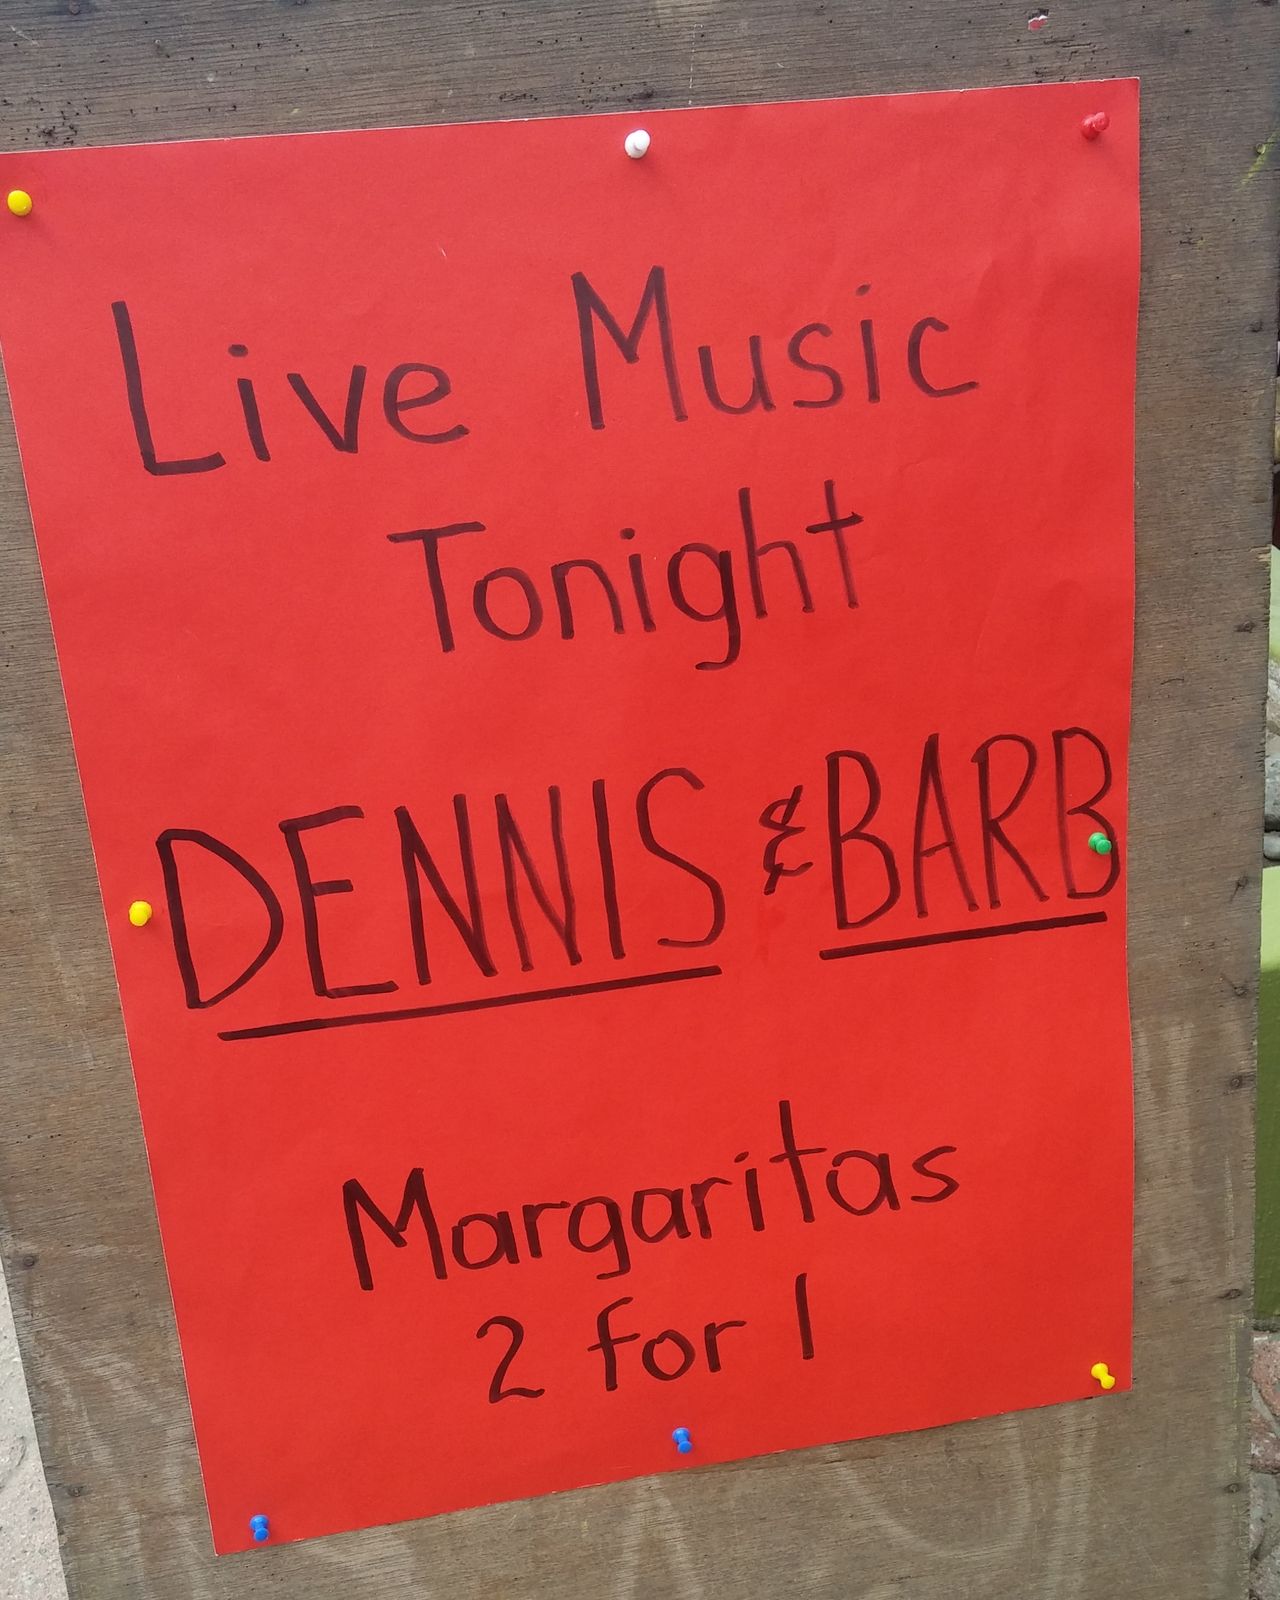 Live Music
Tonight
DENNIS & BARB
Margaritas
2 for 1